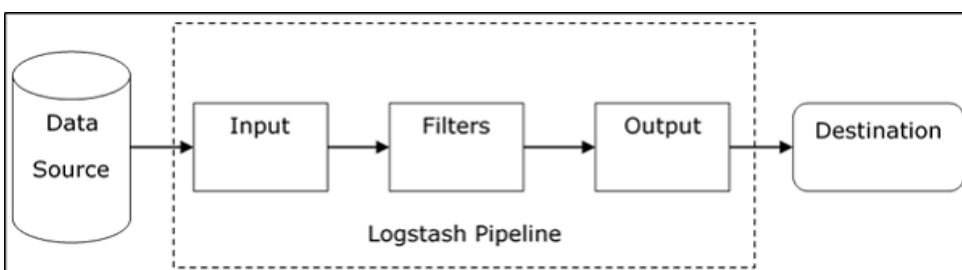 Data
Source
Input
Filters
Output
Destination
Logstash Pipeline